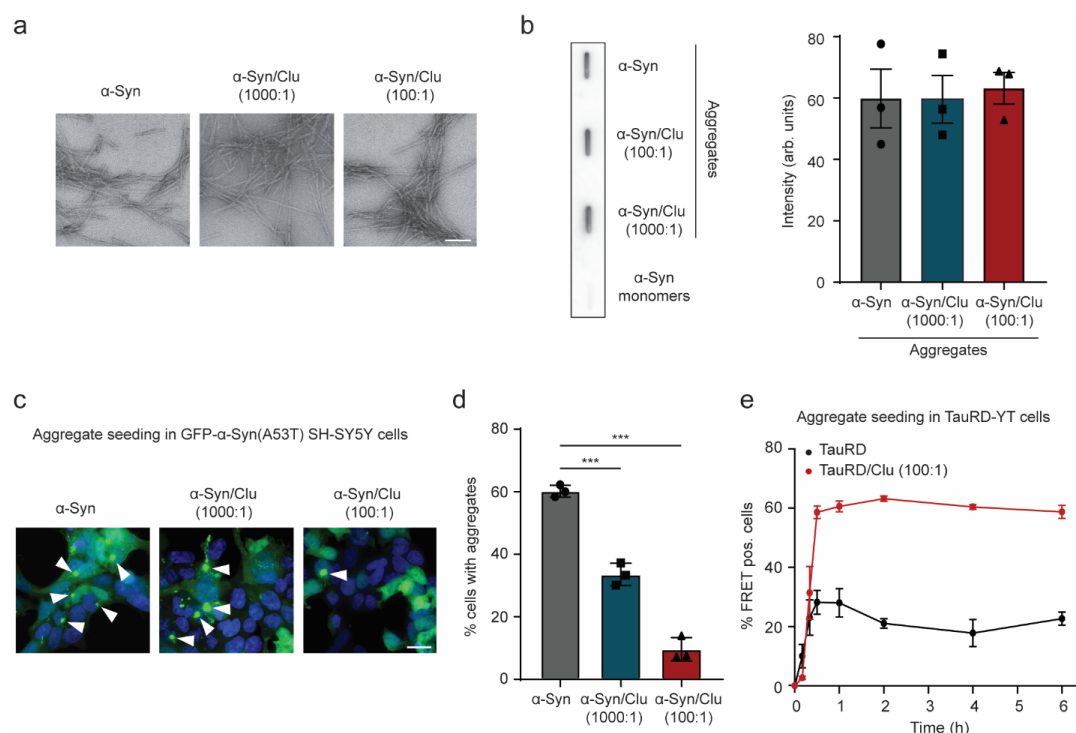 a
α-Syn
α-Syn/Clu
(1000:1)
α-Syn/Clu
(100:1)
b
α-Syn
α-Syn/Clu
(100:1)
α-Syn/Clu
(1000:1)
α-Syn
monomers
Aggregates
Intensity (arb. units)
80
60
40
20
0
α-Syn
α-Syn/Clu
(1000:1)
α-Syn/Clu
(100:1)
Aggregates
c
Aggregate seeding in GFP-α-Syn(A53T) SH-SY5Y cells
α-Syn
α-Syn/Clu
(1000:1)
α-Syn/Clu
(100:1)
d
% cells with aggregates
80
60
40
20
0
***
***
α-Syn
α-Syn/Clu
(1000:1)
α-Syn/Clu
(100:1)
e
Aggregate seeding in TauRD-YT cells
TauRD
TauRD/Clu (100:1)
% FRET pos. cells
80
60
40
20
0
0 1 2 4 6
Time (h)